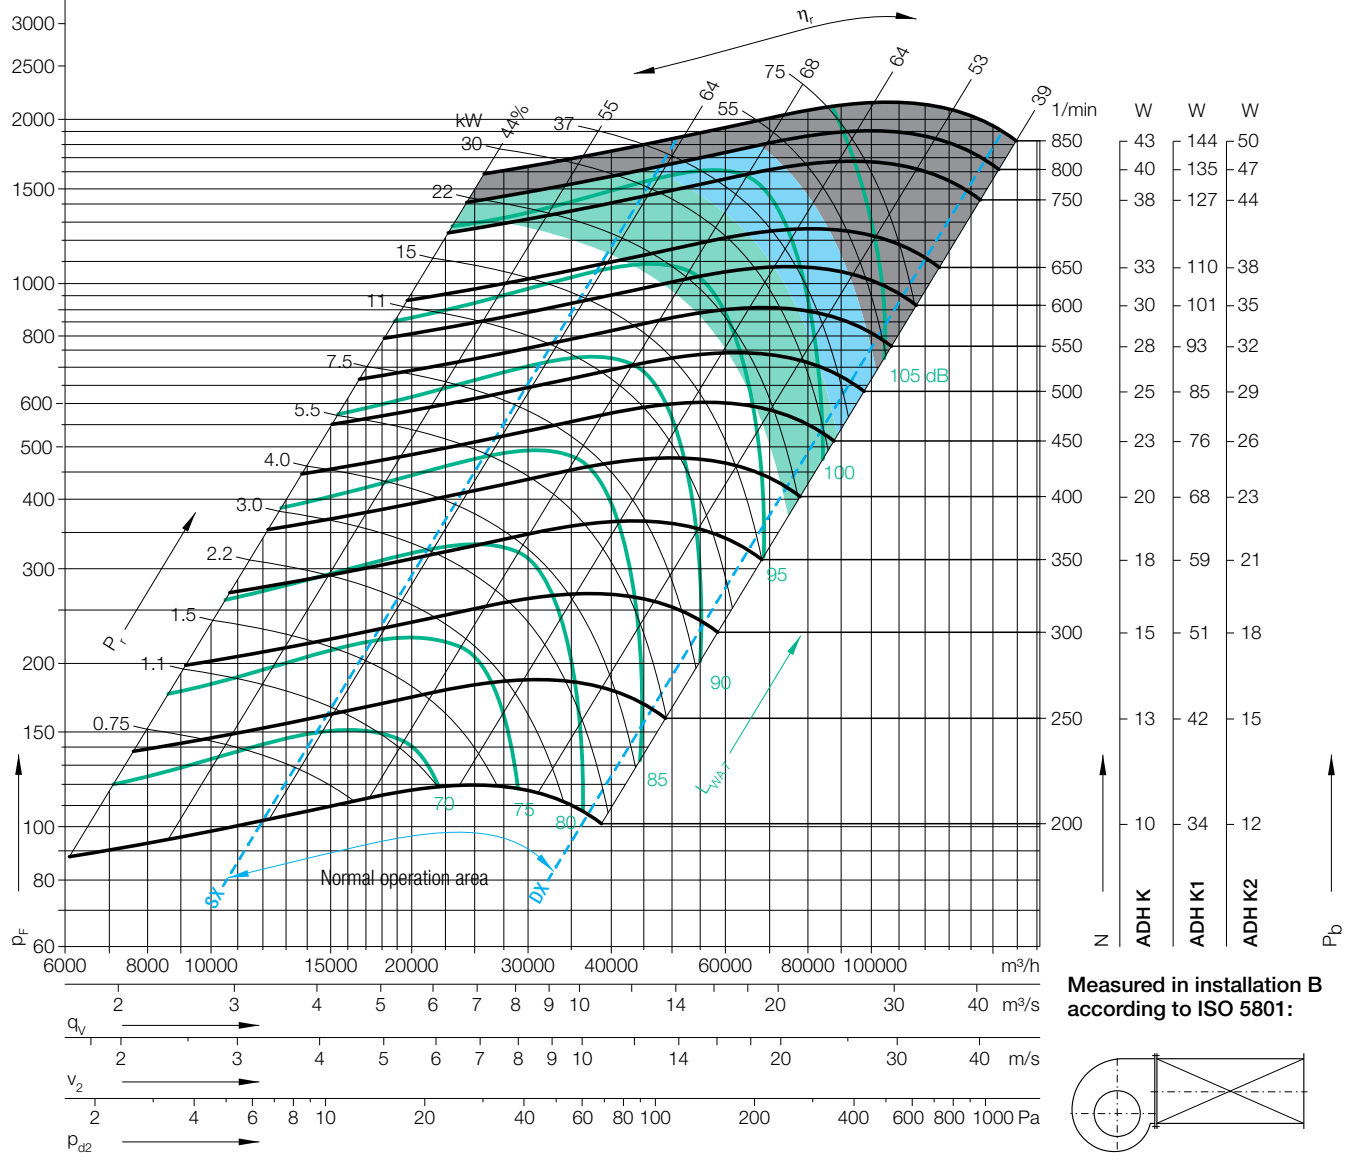 3000
2500
2000
1500
1000
800
600
500
400
300
200
150
100
80
60
pF
6000 8000 10000 15000 20000 30000 40000 60000 80000 100000 m³/h
2 3 4 5 6 7 8 9 10 14 20 30 40 m³/s
qV
2 3 4 5 6 7 8 9 10 14 20 30 40 m/s
v2
2 4 6 8 10 20 40 60 80 100 200 400 600 800 1000 Pa
pd2
ηr
44% 55 64 68 64 53 39
kW
75
55
37
30
22
15
11
7.5
5.5
4.0
3.0
2.2
1.5
1.1
0.75
Pr
105 dB
100
95
90
85
80
75
70
LWA7
SX
DX
Normal operation area
1/min W W W
850 43 144 50
800 40 135 47
750 38 127 44
650 33 110 38
600 30 101 35
550 28 93 32
500 25 85 29
450 23 76 26
400 20 68 23
350 18 59 21
300 15 51 18
250 13 42 15
200 10 34 12
N
ADH K
ADH K1
ADH K2
Pb
Measured in installation B
according to ISO 5801: